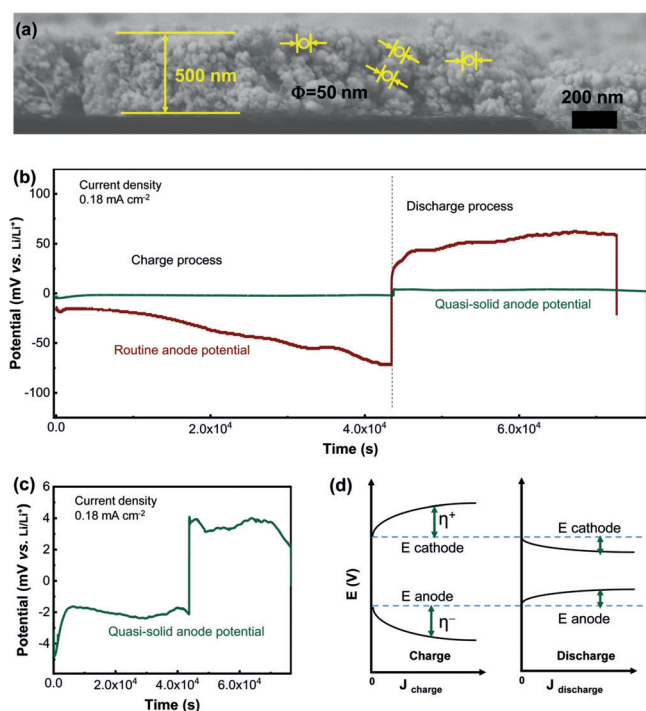 (a)
500 nm
Φ=50 nm
200 nm
(b)
Current density
0.18 mA cm⁻²
Charge process
Discharge process
Quasi-solid anode potential
Routine anode potential
Potential (mV vs. Li/Li⁺)
100
50
0
-50
-100
0.0
2.0x10⁴
4.0x10⁴
6.0x10⁴
Time (s)
(c)
Current density
0.18 mA cm⁻²
Quasi-solid anode potential
Potential (mV vs. Li/Li⁺)
6
4
2
0
-2
-4
0.0
2.0x10⁴
4.0x10⁴
6.0x10⁴
Time (s)
(d)
E (V)
η⁺
E cathode
E anode
η⁻
Charge
0
J charge
E cathode
E anode
Discharge
0
J discharge